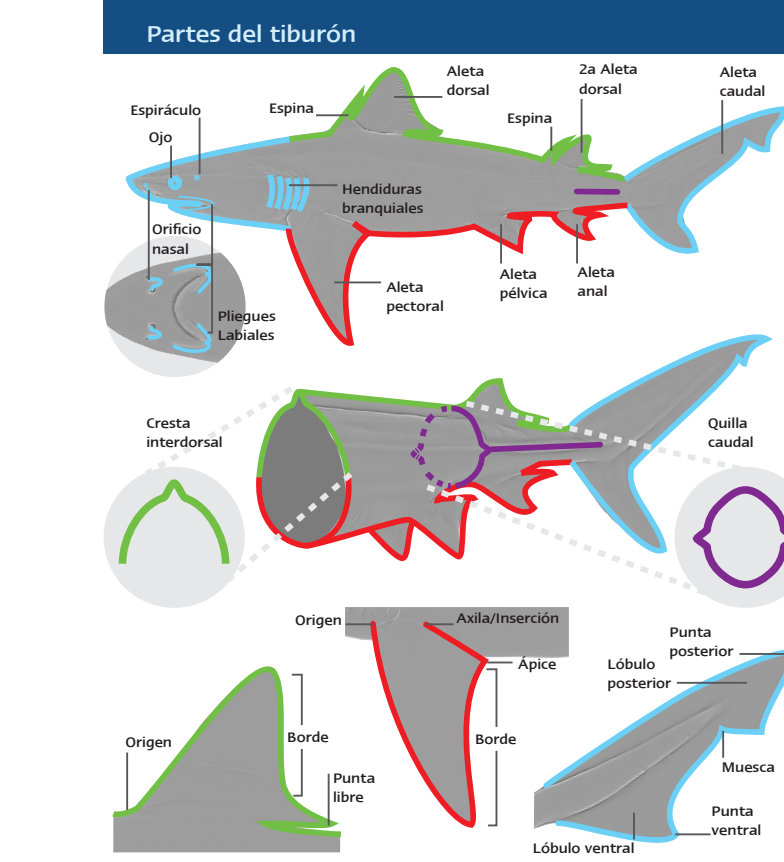 Partes del tiburón
Aleta
dorsal
2a Aleta
dorsal
Aleta
caudal
Espiráculo
Espina
Espina
Ojo
Hendiduras
branquiales
Orificio
nasal
Aleta
pectoral
Aleta
pélvica
Aleta
anal
Pliegues
Labiales
Cresta
interdorsal
Quilla
caudal
Origen
Axila/Inserción
Ápice
Borde
Origen
Borde
Punta
libre
Punta
posterior
Lóbulo
posterior
Muesca
Punta
ventral
Lóbulo ventral